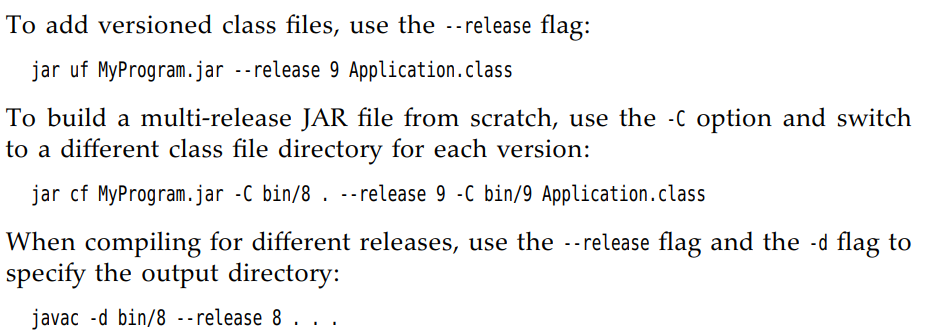 To add versioned class files, use the --release flag:
jar uf MyProgram.jar --release 9 Application.class
To build a multi-release JAR file from scratch, use the -C option and switch
to a different class file directory for each version:
jar cf MyProgram.jar -C bin/8 . --release 9 -C bin/9 Application.class
When compiling for different releases, use the --release flag and the -d flag to
specify the output directory:
javac -d bin/8 --release 8 . . .